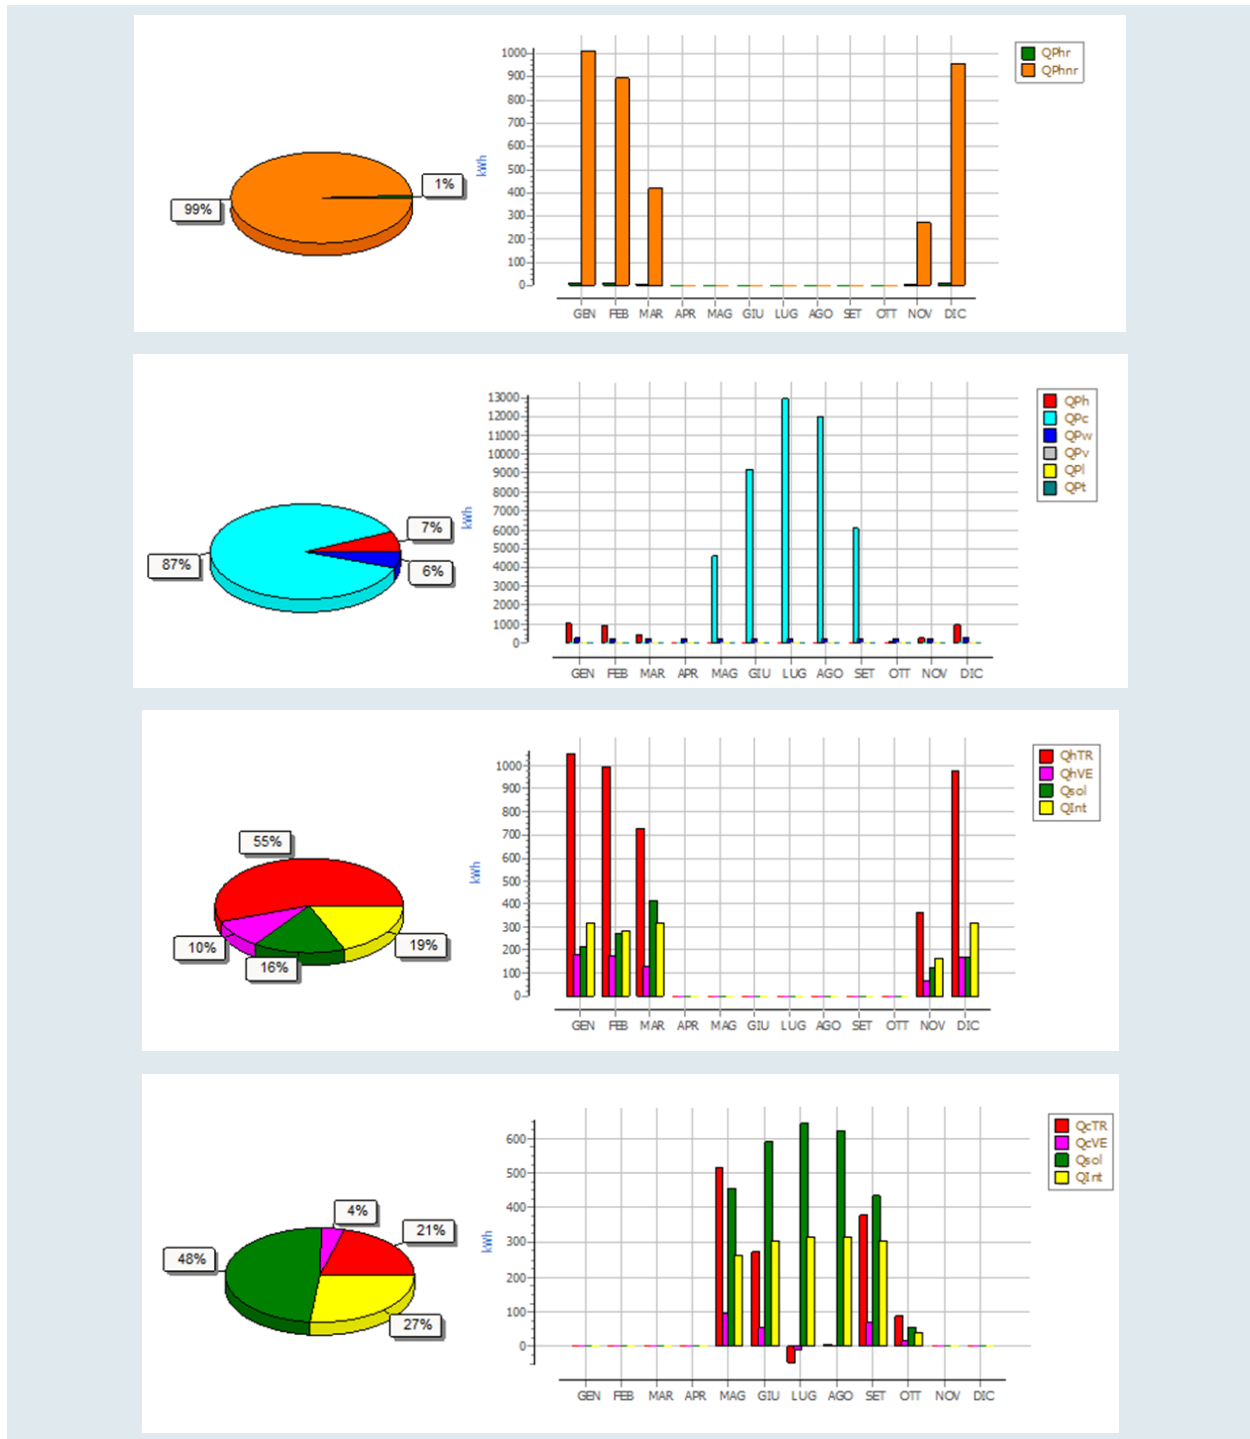 1000
900
800
700
600
500
400
300
200
100
0
kWh
GEN FEB MAR APR MAG GIU LUG AGO SET OTT NOV DIC
QPhr
QPhnr
1%
99%
13000
12000
11000
10000
9000
8000
7000
6000
5000
4000
3000
2000
1000
0
kWh
GEN FEB MAR APR MAG GIU LUG AGO SET OTT NOV DIC
QPh
QPc
QPw
QPv
QPl
QPt
7%
87%
6%
1000
900
800
700
600
500
400
300
200
100
0
kWh
GEN FEB MAR APR MAG GIU LUG AGO SET OTT NOV DIC
QhTR
QhVE
Qsol
QInt
55%
10%
16%
19%
600
500
400
300
200
100
0
kWh
GEN FEB MAR APR MAG GIU LUG AGO SET OTT NOV DIC
QcTR
QcVE
Qsol
QInt
4%
21%
48%
27%